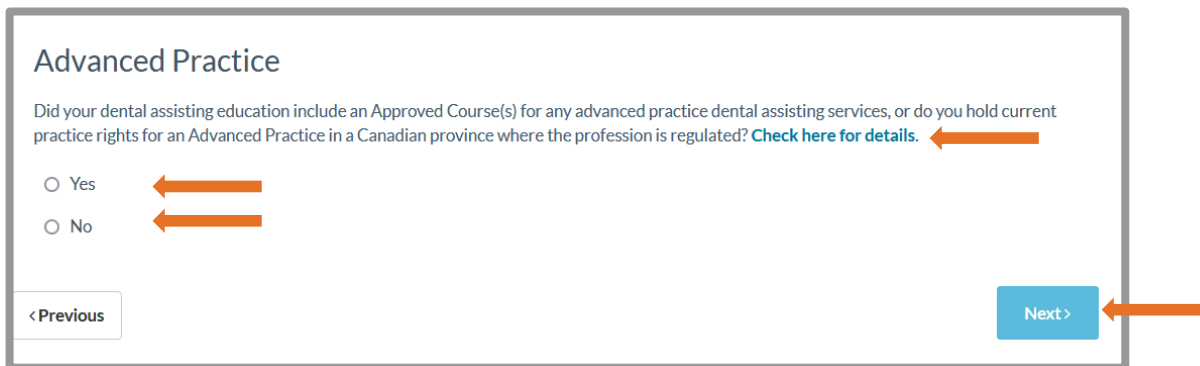 Advanced Practice
Did your dental assisting education include an Approved Course(s) for any advanced practice dental assisting services, or do you hold current
practice rights for an Advanced Practice in a Canadian province where the profession is regulated? Check here for details.
Yes
No
< Previous
Next >